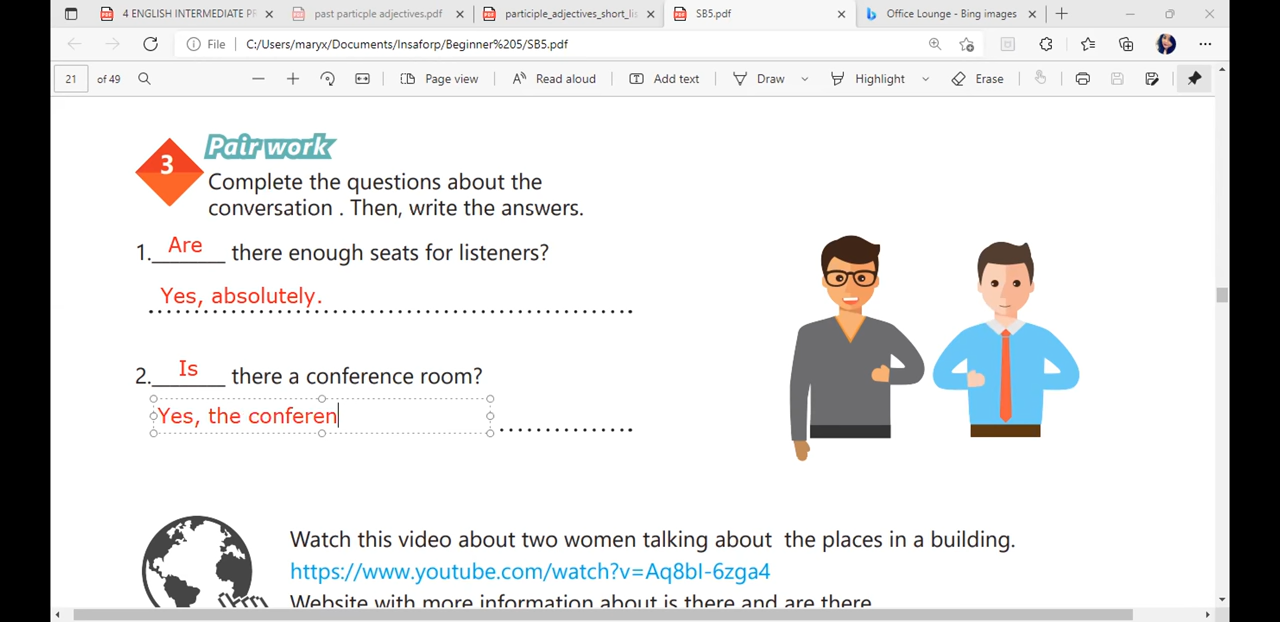 4 ENGLISH INTERMEDIATE PR
past particple adjectives.pdf
participle_adjectives_short_lis
SB5.pdf
Office Lounge - Bing images
File
C:/Users/maryx/Documents/Insaforp/Beginner%205/SB5.pdf
21 of 49
Page view
Read aloud
Add text
Draw
Highlight
Erase
3
Pair work
Complete the questions about the
conversation . Then, write the answers.
1. Are there enough seats for listeners?
Yes, absolutely.
2. Is there a conference room?
Yes, the conferen
Watch this video about two women talking about the places in a building.
https://www.youtube.com/watch?v=Aq8bI-6zga4
Website with more information about is there and are there